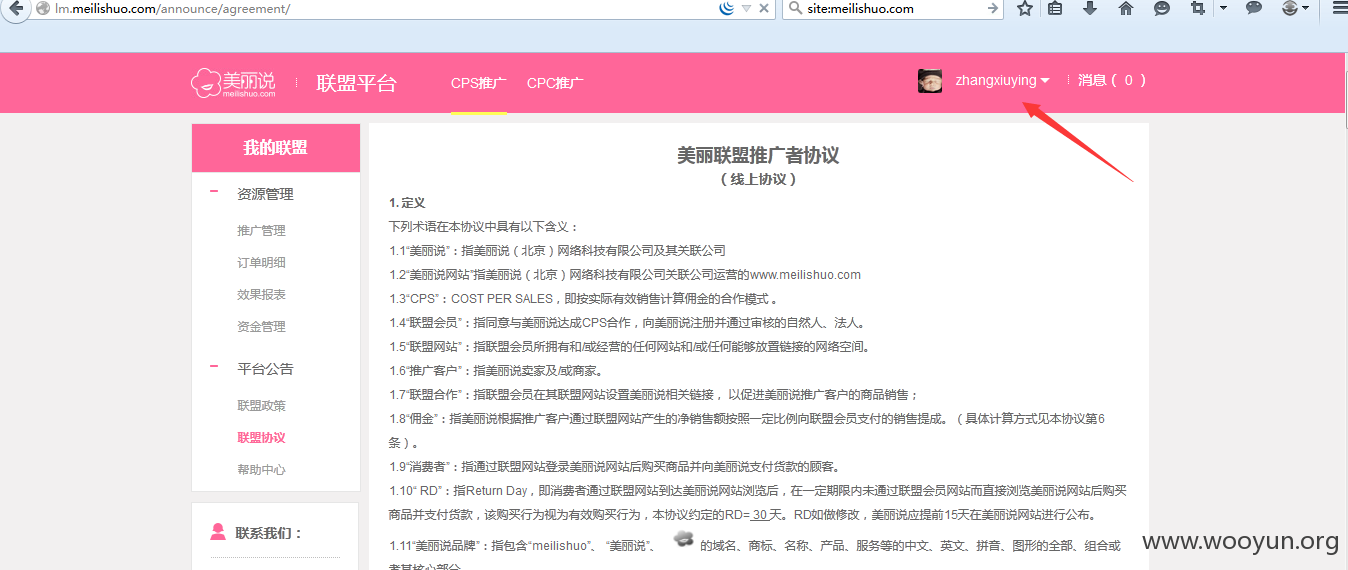 lm.meilishuo.com/announce/agreement/
site:meilishuo.com
美丽说
meilishuo.com
联盟平台
CPS推广
CPC推广
zhangxiuying
消息（ 0 ）
我的联盟
资源管理
推广管理
订单明细
效果报表
资金管理
平台公告
联盟政策
联盟协议
帮助中心
联系我们：
美丽联盟推广者协议
（线上协议）
1. 定义
下列术语在本协议中具有以下含义：
1.1“美丽说”：指美丽说（北京）网络科技有限公司及其关联公司
1.2“美丽说网站”指美丽说（北京）网络科技有限公司关联公司运营的www.meilishuo.com
1.3“CPS”：COST PER SALES，即按实际有效销售计算佣金的合作模式 。
1.4“联盟会员”：指同意与美丽说达成CPS合作，向美丽说注册并通过审核的自然人、法人。
1.5“联盟网站”：指联盟会员所拥有和/或经营的任何网站和/或任何能够放置链接的网络空间。
1.6“推广客户”：指美丽说卖家及/或商家。
1.7“联盟合作”：指联盟会员在其联盟网站设置美丽说相关链接， 以促进美丽说推广客户的商品销售；
1.8“佣金”：指美丽说根据推广客户通过联盟网站产生的净销售额按照一定比例向联盟会员支付的销售提成。（具体计算方式见本协议第6
条）。
1.9“消费者”：指通过联盟网站登录美丽说网站后购买商品并向美丽说支付货款的顾客。
1.10“ RD”：指Return Day，即消费者通过联盟网站到达美丽说网站浏览后，在一定期限内未通过联盟会员网站而直接浏览美丽说网站后购买
商品并支付货款，该购买行为视为有效购买行为，本协议约定的RD= 30 天。RD如做修改，美丽说应提前15天在美丽说网站进行公布。
1.11“美丽说品牌”：指包含“meilishuo”、 “美丽说”、 的域名、商标、名称、产品、服务等的中文、英文、拼音、图形的全部、组合或
者其核心部分
www.wooyun.org